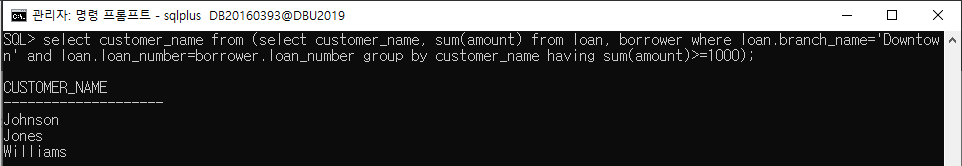 관리자: 명령 프롬프트 - sqlplus DB20160393@DBU2019
SQL> select customer_name from (select customer_name, sum(amount) from loan, borrower where loan.branch_name='Downtow
n' and loan.loan_number=borrower.loan_number group by customer_name having sum(amount)>=1000);
CUSTOMER_NAME
--------------------
Johnson
Jones
Williams